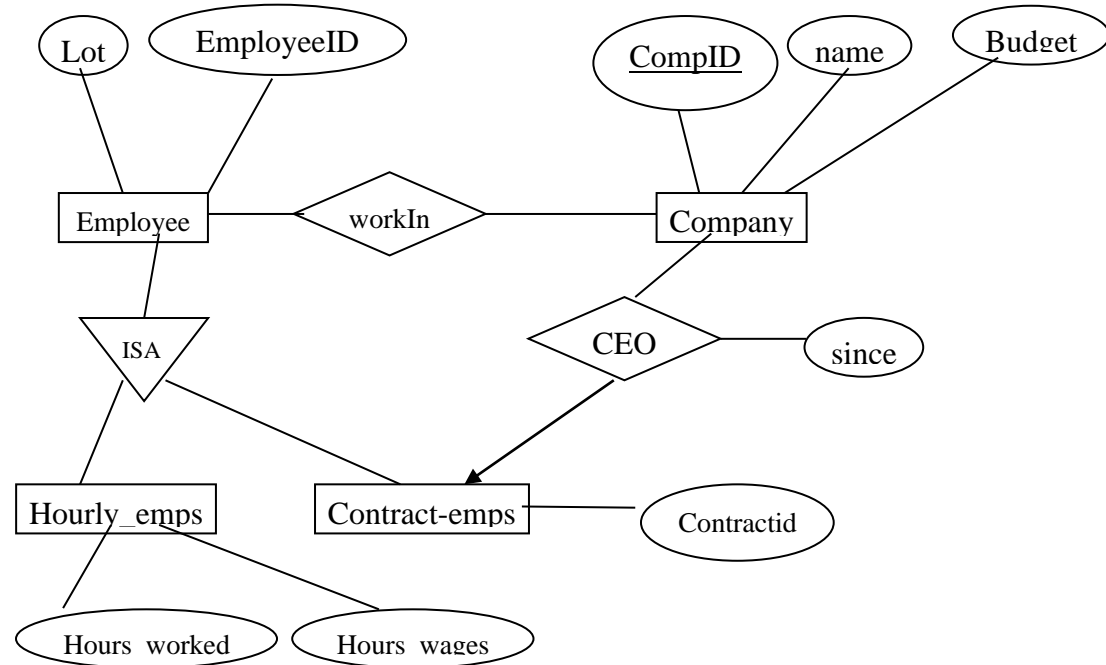 Lot
EmployeeID
CompID
name
Budget
Employee
workIn
Company
ISA
CEO
since
Hourly_emps
Contract-emps
Contractid
Hours_worked
Hours_wages